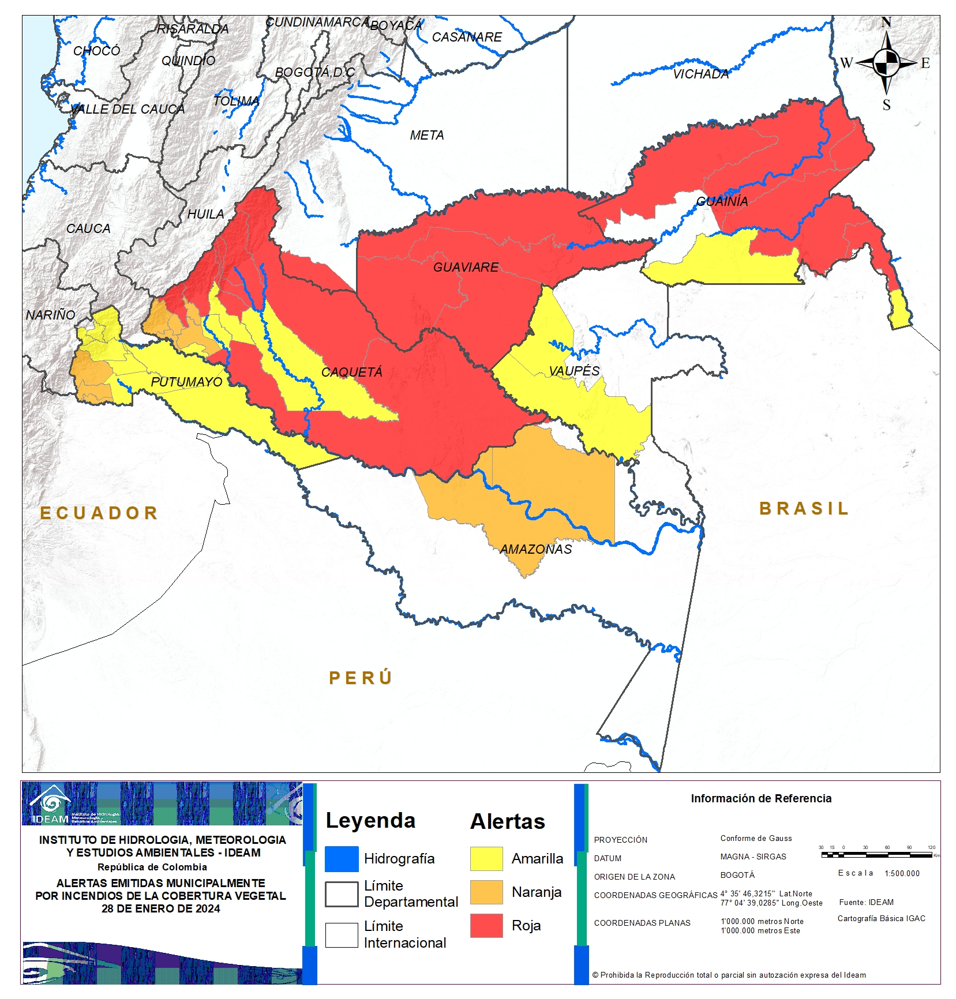 RISARALDA
CUNDINAMARCA
BOYACÁ
CASANARE
N
CHOCÓ
QUINDÍO
BOGOTÁ,D.C
VICHADA
W
E
VALLE DEL CAUCA
TOLIMA
S
META
HUILA
GUAINÍA
CAUCA
GUAVIARE
NARIÑO
CAQUETÁ
VAUPÉS
PUTUMAYO
ECUADOR
BRASIL
AMAZONAS
PERÚ
IDEAM
Instituto de Hidrología,
Meteorología y
Estudios Ambientales
INSTITUTO DE HIDROLOGIA, METEOROLOGIA
Y ESTUDIOS AMBIENTALES - IDEAM
República de Colombia
ALERTAS EMITIDAS MUNICIPALMENTE
POR INCENDIOS DE LA COBERTURA VEGETAL
28 DE ENERO DE 2024
Leyenda
Hidrografía
Límite
Departamental
Límite
Internacional
Alertas
Amarilla
Naranja
Roja
Información de Referencia
PROYECCIÓN Conforme de Gauss
DATUM MAGNA - SIRGAS
ORIGEN DE LA ZONA BOGOTÁ
COORDENADAS GEOGRÁFICAS 4° 35' 46,3215'' Lat.Norte
77° 04' 39,0285" Long.Oeste
COORDENADAS PLANAS 1'000.000 metros Norte
1'000.000 metros Este
30 15 0 30 60 90 120
Km
Escala 1:500.000
Fuente: IDEAM
Cartografía Básica IGAC
© Prohibida la Reproducción total o parcial sin autozación expresa del Ideam